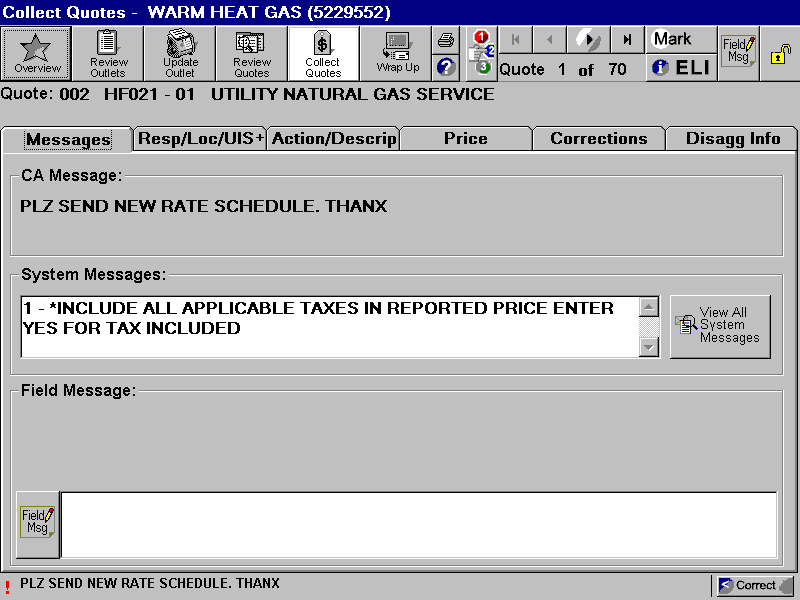 Collect Quotes - WARM HEAT GAS (5229552)
Overview
Review Outlets
Update Outlet
Review Quotes
Collect Quotes
Wrap Up
?
1
2
3
Quote 1 of 70
Mark
i ELI
Field Msg
Quote: 002 HF021 - 01 UTILITY NATURAL GAS SERVICE
Messages
Resp/Loc/UIS+
Action/Descrip
Price
Corrections
Disagg Info
CA Message:
PLZ SEND NEW RATE SCHEDULE. THANX
System Messages:
1 - *INCLUDE ALL APPLICABLE TAXES IN REPORTED PRICE ENTER
YES FOR TAX INCLUDED
View All
System
Messages
Field Message:
Field
Msg
! PLZ SEND NEW RATE SCHEDULE. THANX
Correct